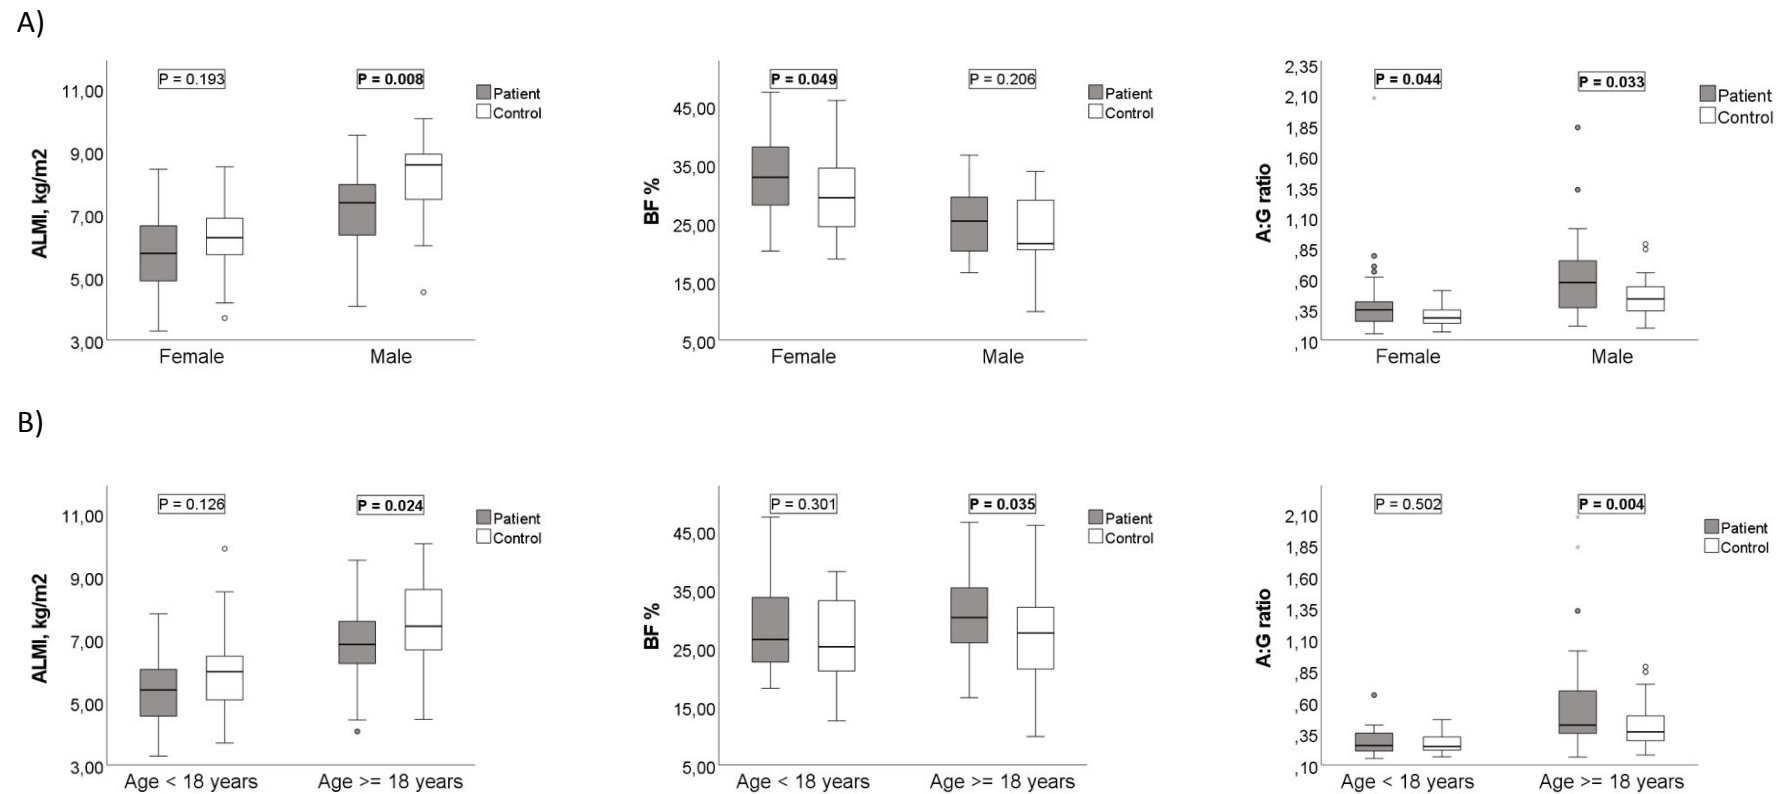 A)
P = 0.193
P = 0.008
11,00
9,00
7,00
5,00
3,00
ALMI, kg/m2
Female
Male
Patient
Control
P = 0.049
P = 0.206
45,00
35,00
25,00
15,00
5,00
BF %
Female
Male
Patient
Control
P = 0.044
P = 0.033
2,35
2,10
1,85
1,60
1,35
1,10
,85
,60
,35
,10
A:G ratio
Female
Male
Patient
Control
B)
P = 0.126
P = 0.024
11,00
9,00
7,00
5,00
3,00
ALMI, kg/m2
Age < 18 years
Age >= 18 years
Patient
Control
P = 0.301
P = 0.035
45,00
35,00
25,00
15,00
5,00
BF %
Age < 18 years
Age >= 18 years
Patient
Control
P = 0.502
P = 0.004
2,10
1,85
1,60
1,35
1,10
,85
,60
,35
,10
A:G ratio
Age < 18 years
Age >= 18 years
Patient
Control